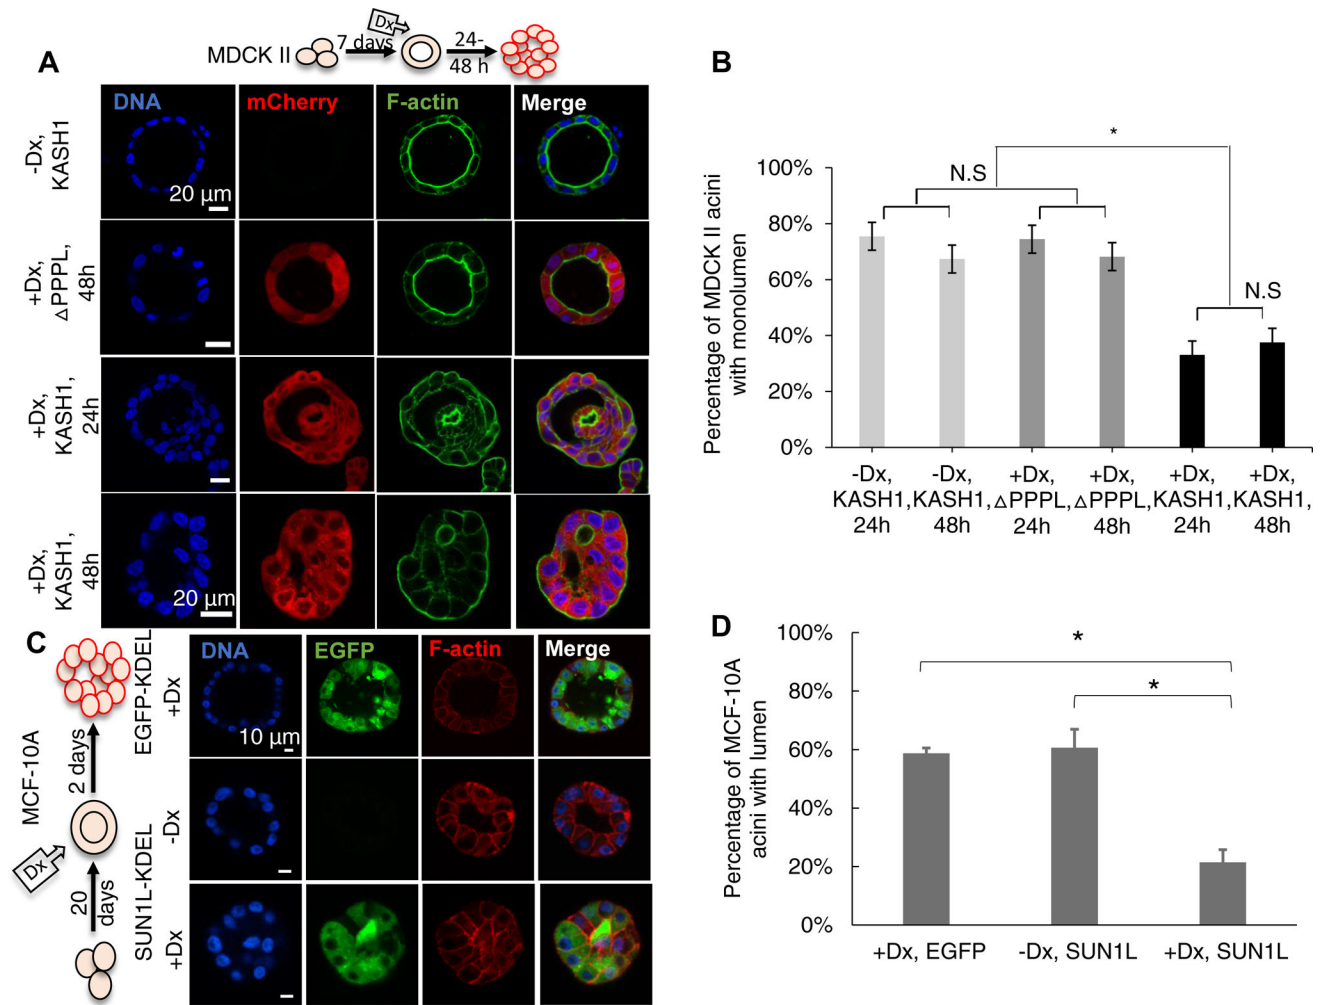 A
MDCK II
7 days
Dx
24-
48 h
DNA
mCherry
F-actin
Merge
-Dx,
KASH1
20 µm
+Dx,
△PPPL,
48h
+Dx,
KASH1,
24h
+Dx,
KASH1,
48h
20 µm
B
Percentage of MDCK II acini
with monolumen
100%
80%
60%
40%
20%
0%
N.S
*
N.S
-Dx, -Dx, +Dx, +Dx, +Dx, +Dx,
KASH1, KASH1, △PPPL, △PPPL, KASH1, KASH1,
24h 48h 24h 48h 24h 48h
C
MCF-10A
20
days
Dx
2 days
DNA
EGFP
F-actin
Merge
EGFP-KDEL
+Dx
10 µm
SUN1L-KDEL
-Dx
+Dx
D
Percentage of MCF-10A
acini with lumen
100%
80%
60%
40%
20%
0%
*
*
+Dx, EGFP -Dx, SUN1L +Dx, SUN1L